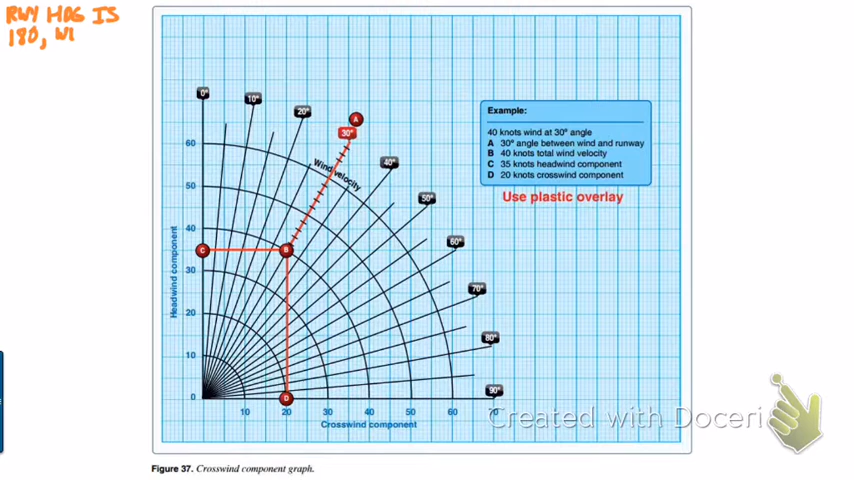 RWY HDG IS
180, WI
0°
10°
20°
A
30°
40°
50°
60°
70°
80°
90°
Wind velocity
B
C
D
60
50
40
30
20
10
0
Headwind component
10
20
30
40
50
60
70
Crosswind component
Example:
40 knots wind at 30° angle
A 30° angle between wind and runway
B 40 knots total wind velocity
C 35 knots headwind component
D 20 knots crosswind component
Use plastic overlay
Created with Doceri
Figure 37. Crosswind component graph.